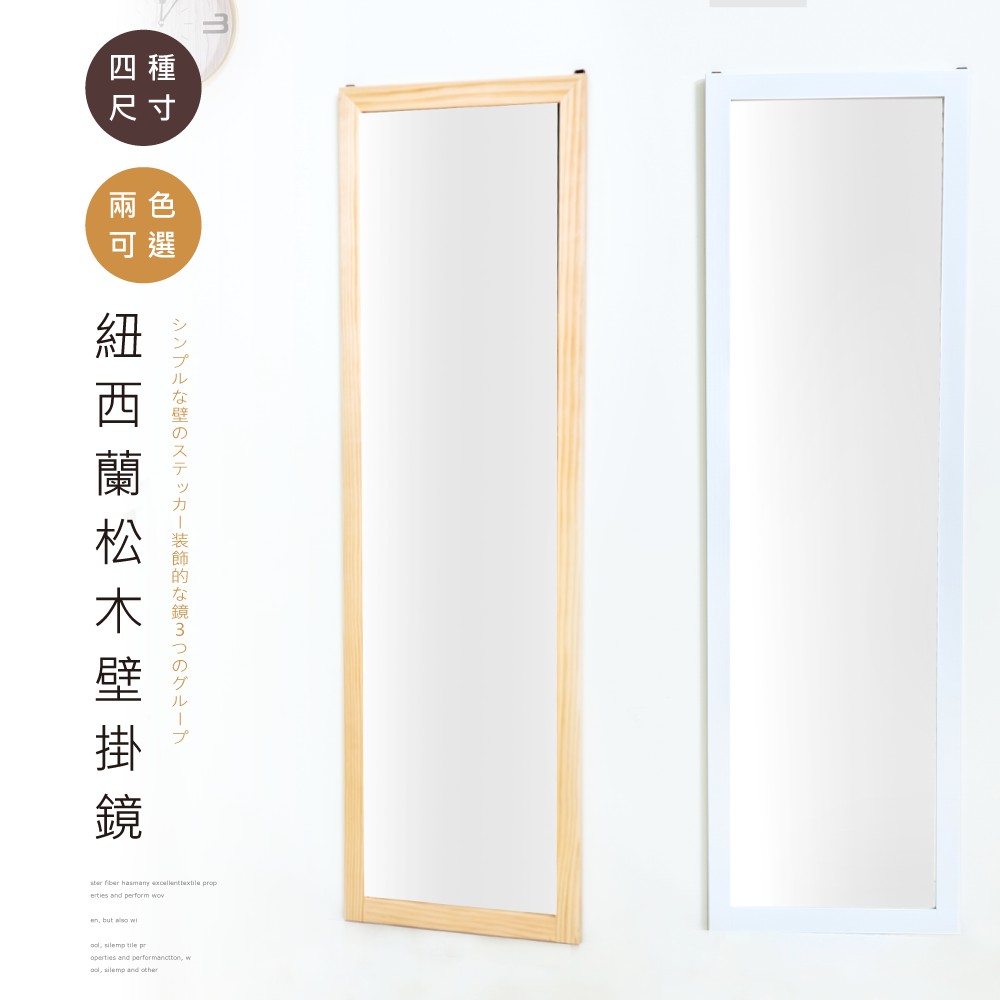 四種
尺寸
兩色
可選
紐西蘭松木壁掛鏡
シンプルな壁のステッカー装飾的な鏡3つのグループ
ster fiber hasmany excellenttextile prop
erties and perform wov
en, but also wi
ool, silemp tile pr
operties and performanctton, w
ool, silemp and other